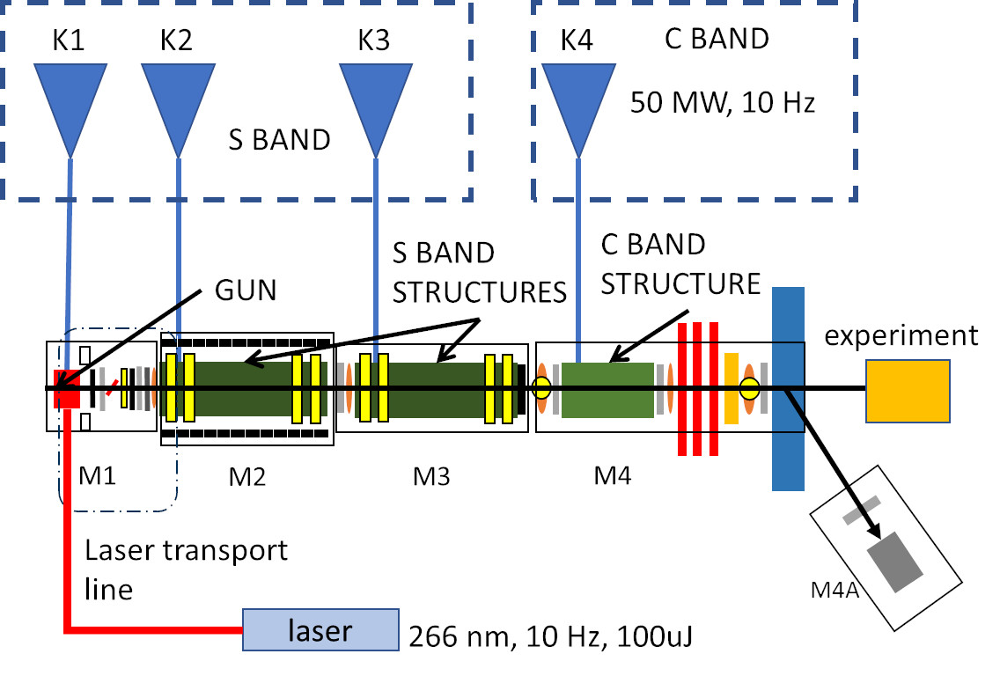 K1
K2
K3
K4
C BAND
50 MW, 10 Hz
S BAND
S BAND
STRUCTURES
C BAND
STRUCTURE
GUN
experiment
M1
M2
M3
M4
Laser transport
line
M4A
laser
266 nm, 10 Hz, 100uJ